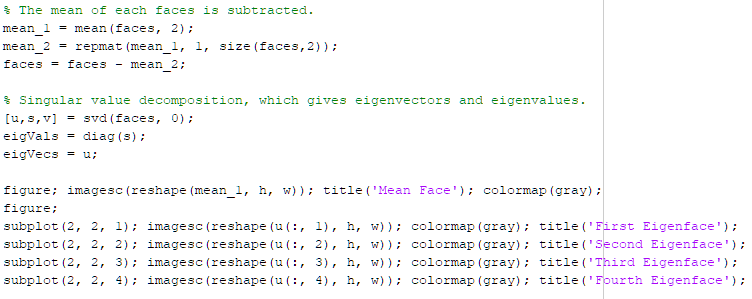 % The mean of each faces is subtracted.
mean_1 = mean(faces, 2);
mean_2 = repmat(mean_1, 1, size(faces,2));
faces = faces - mean_2;
% Singular value decomposition, which gives eigenvectors and eigenvalues.
[u,s,v] = svd(faces, 0);
eigVals = diag(s);
eigVecs = u;
figure; imagesc(reshape(mean_1, h, w)); title('Mean Face'); colormap(gray);
figure;
subplot(2, 2, 1); imagesc(reshape(u(:, 1), h, w)); colormap(gray); title('First Eigenface');
subplot(2, 2, 2); imagesc(reshape(u(:, 2), h, w)); colormap(gray); title('Second Eigenface');
subplot(2, 2, 3); imagesc(reshape(u(:, 3), h, w)); colormap(gray); title('Third Eigenface');
subplot(2, 2, 4); imagesc(reshape(u(:, 4), h, w)); colormap(gray); title('Fourth Eigenface');